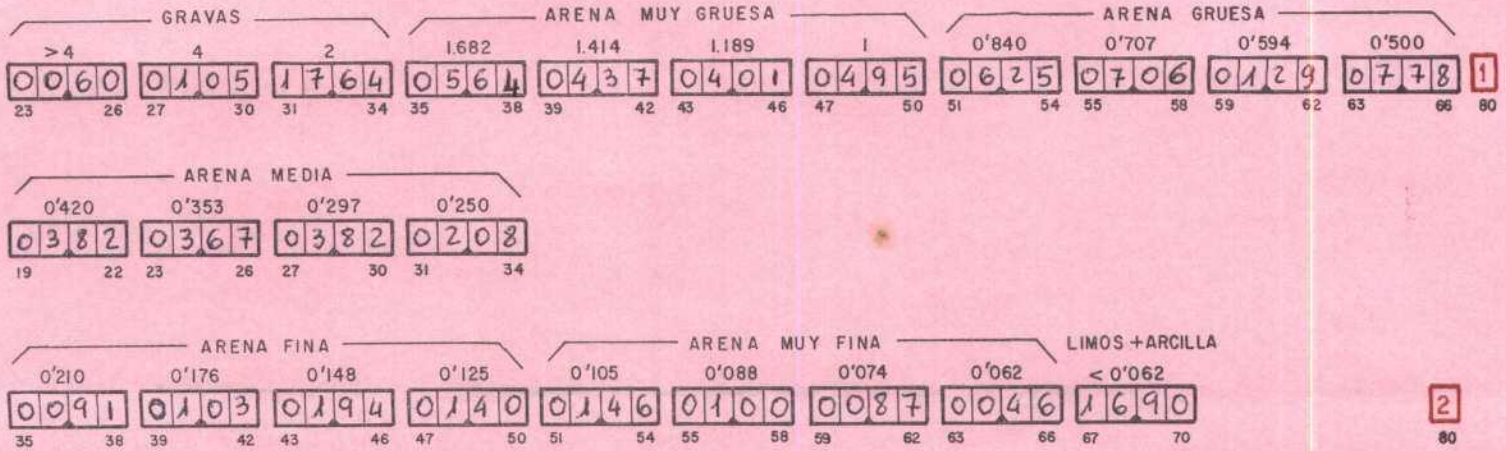 GRAVAS ARENA MUY GRUESA ARENA GRUESA
>4 4 2 1.682 1.414 1.189 1 0'840 0'707 0'594 0'500
0060 0105 1764 0564 0437 0401 0495 0625 0706 0129 0778 1
23 26 27 30 31 34 35 38 39 42 43 46 47 50 51 54 55 58 59 62 63 66 80
ARENA MEDIA
0'420 0'353 0'297 0'250
0382 0367 0382 0208
19 22 23 26 27 30 31 34
ARENA FINA ARENA MUY FINA LIMOS+ARCILLA
0'210 0'176 0'148 0'125 0'105 0'088 0'074 0'062 <0'062
0091 0103 0194 0140 0146 0100 0087 0046 1690 2
35 38 39 42 43 46 47 50 51 54 55 58 59 62 63 66 67 70 80